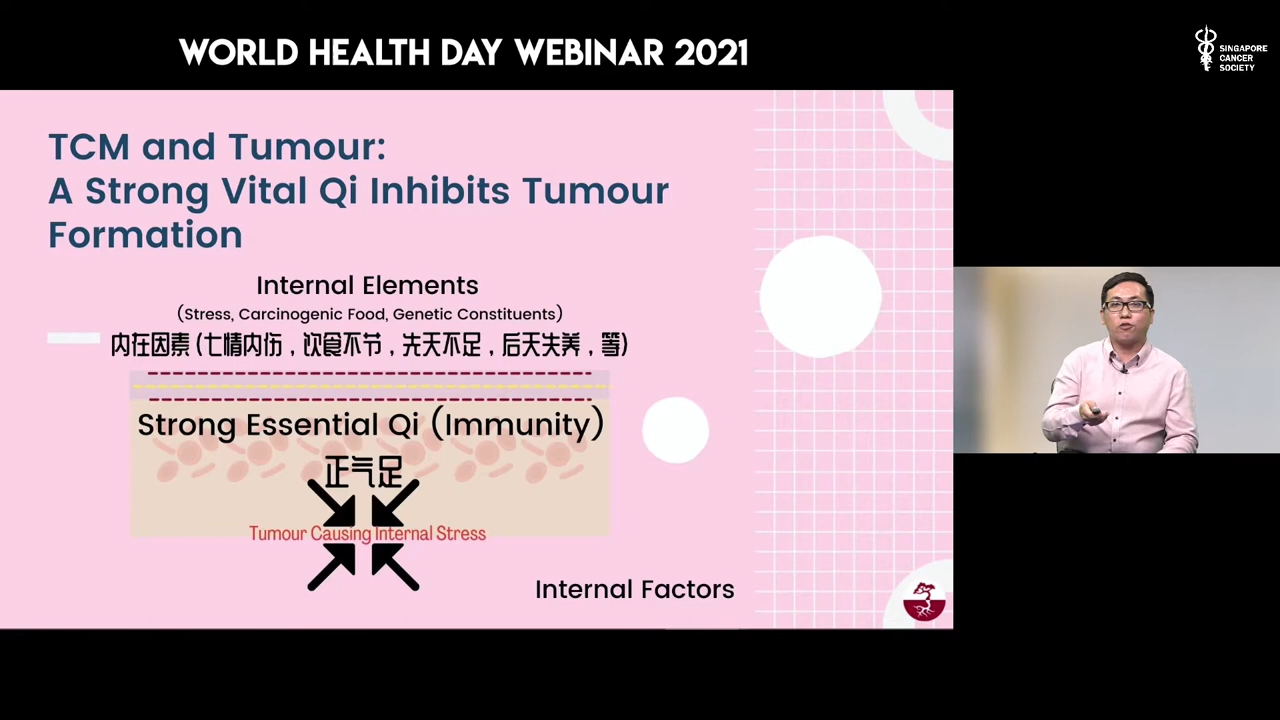 WORLD HEALTH DAY WEBINAR 2021
SINGAPORE
CANCER
SOCIETY
TCM and Tumour:
A Strong Vital Qi Inhibits Tumour
Formation
Internal Elements
(Stress, Carcinogenic Food, Genetic Constituents)
内在因素 (七情内伤，饮食不节，先天不足，后天失养，等)
Strong Essential Qi (Immunity)
正气足
Tumour Causing Internal Stress
Internal Factors